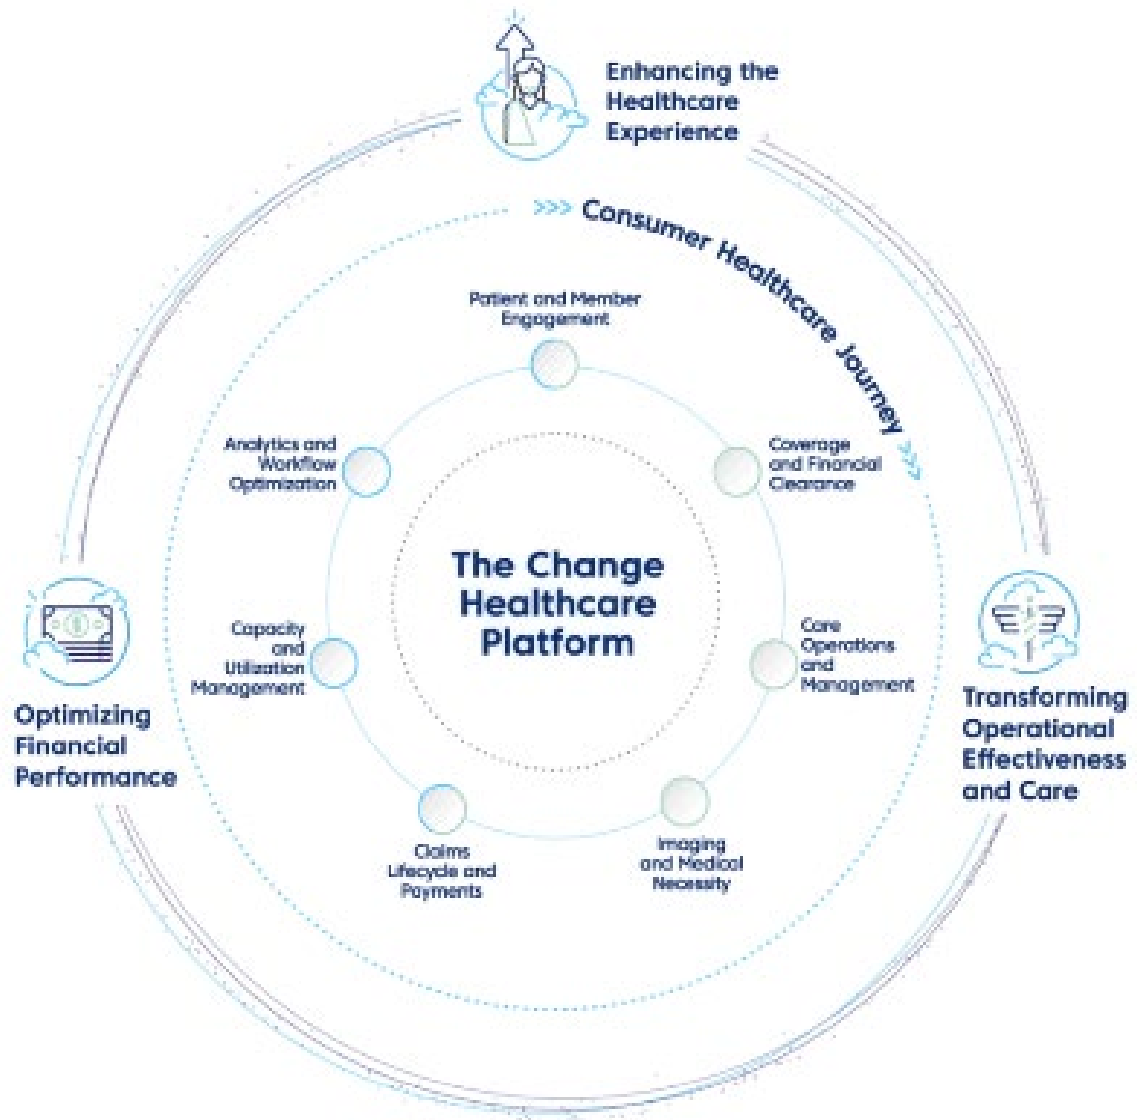 Enhancing the
Healthcare
Experience
>>> Consumer Healthcare Journey >>>
Patient and Member
Engagement
Analytics and
Workflow
Optimization
Coverage
and Financial
Clearance
The Change
Healthcare
Platform
Capacity
and
Utilization
Management
Care
Operations
and
Management
Optimizing
Financial
Performance
Transforming
Operational
Effectiveness
and Care
Claims
Lifecycle and
Payments
Imaging
and Medical
Necessity